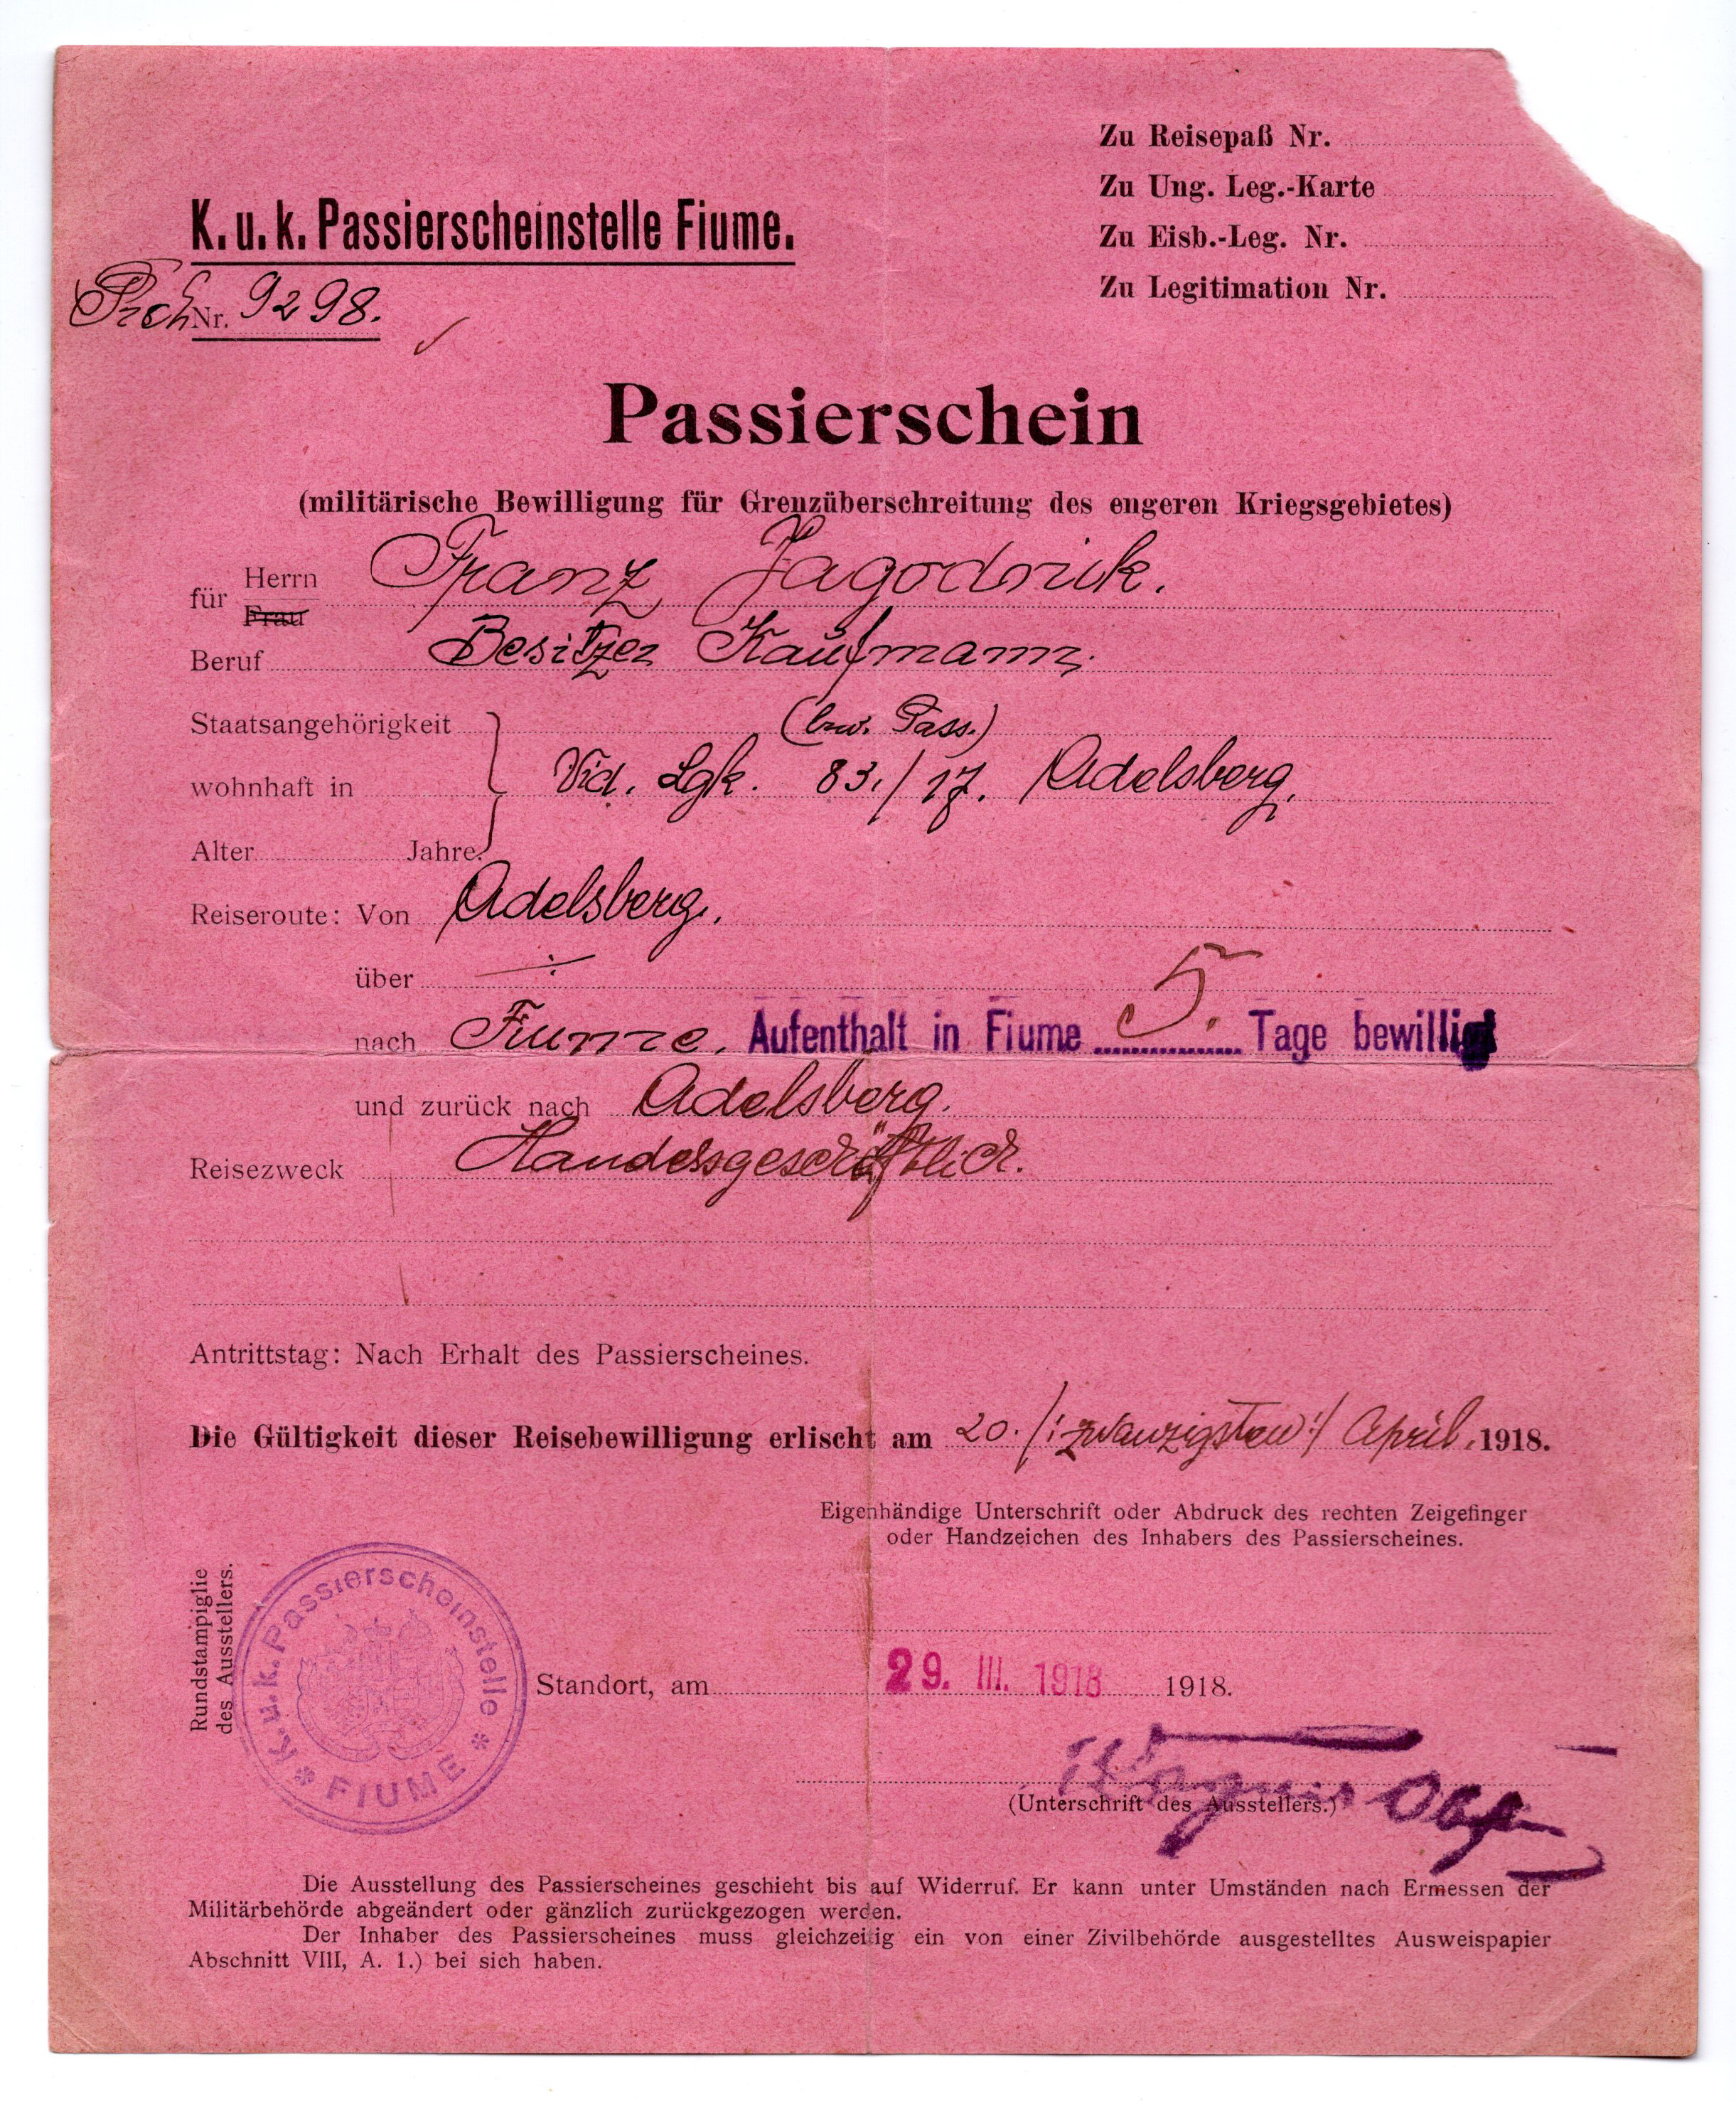 Zu Reisepaß Nr.
Zu Ung. Leg.-Karte
Zu Eisb.-Leg. Nr.
Zu Legitimation Nr.
K. u. k. Passierscheinstelle Fiume.
Nr. 9298.
Passierschein
(militärische Bewilligung für Grenzüberschreitung des engeren Kriegsgebietes)
für Herrn Franz Jagodnick.
Frau
Beruf Besitzer Kaufmann.
Staatsangehörigkeit (bzw. Pass.)
wohnhaft in Vid. Lgk. 83./17. Adelsberg.
Alter Jahre
Reiseroute: Von Adelsberg.
über ÷
nach Fiume. Aufenthalt in Fiume 5. Tage bewilligt
und zurück nach Adelsberg.
Reisezweck Handelsgeschäftlich.
Antrittstag: Nach Erhalt des Passierscheines.
Die Gültigkeit dieser Reisebewilligung erlischt am 20. /: zwanzigsten :/ April. 1918.
Eigenhändige Unterschrift oder Abdruck des rechten Zeigefinger
oder Handzeichen des Inhabers des Passierscheines.
Rundstampiglie
des Ausstellers.
K. u. k. Passierscheinstelle * FIUME *
Standort, am 29. III. 1918 1918.
(Unterschrift des Ausstellers.)
Die Ausstellung des Passierscheines geschieht bis auf Widerruf. Er kann unter Umständen nach Ermessen der
Militärbehörde abgeändert oder gänzlich zurückgezogen werden.
Der Inhaber des Passierscheines muss gleichzeitig ein von einer Zivilbehörde ausgestelltes Ausweispapier
Abschnitt VIII, A. 1.) bei sich haben.